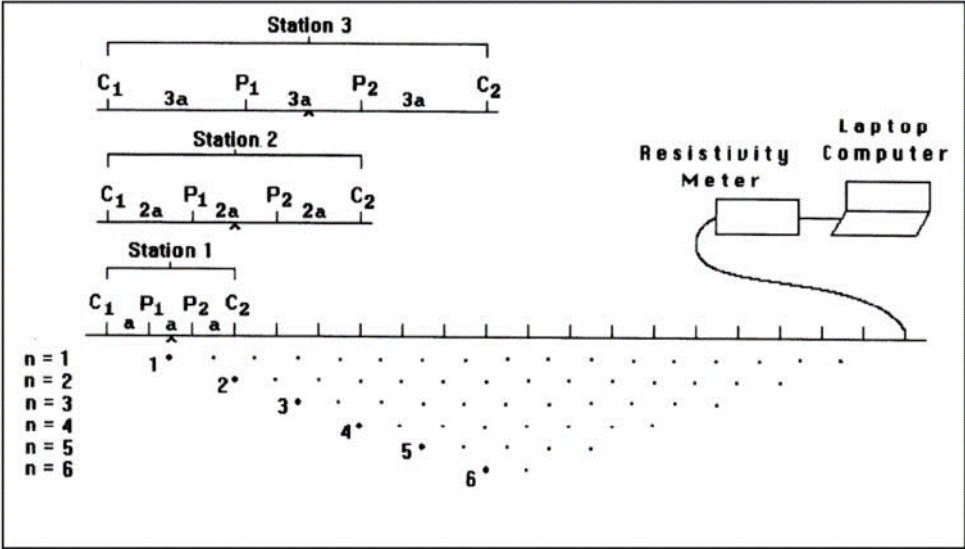 Station 3
C1 P1 P2 C2
3a 3a 3a
Station 2
C1 P1 P2 C2
2a 2a 2a
Station 1
C1 P1 P2 C2
a a a
Resistivity Meter
Laptop Computer
n = 1
1
n = 2
2
n = 3
3
n = 4
4
n = 5
5
n = 6
6